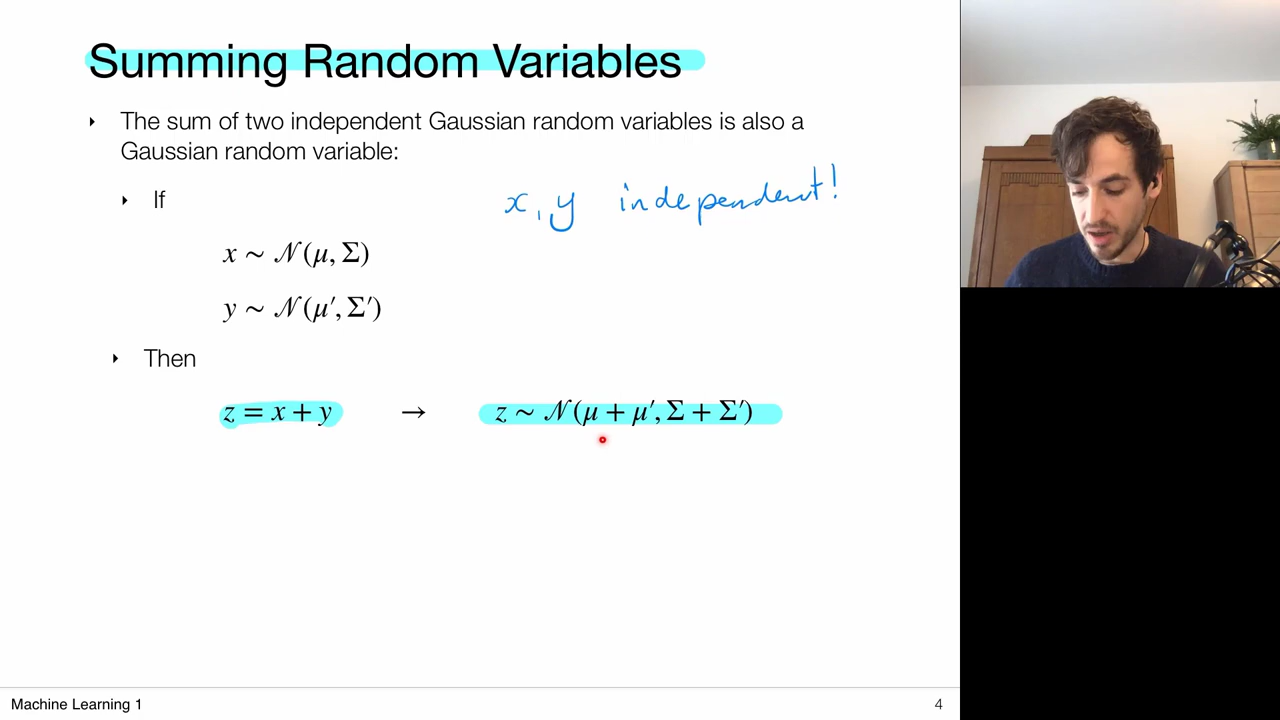 Summing Random Variables
‣ The sum of two independent Gaussian random variables is also a
Gaussian random variable:
‣ If
x, y independent!
x ∼ 𝒩(μ, Σ)
y ∼ 𝒩(μ′, Σ′)
‣ Then
z = x + y → z ∼ 𝒩(μ + μ′, Σ + Σ′)
Machine Learning 1
4